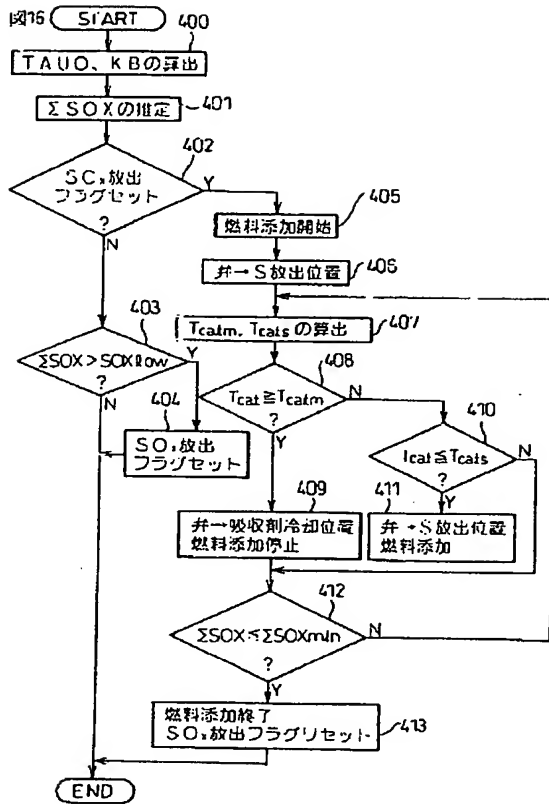 図16
START
400
TAUO、KBの算出
401
ΣSOXの推定
402
SOx放出
フラグセット
?
Y
N
405
燃料添加開始
406
弁→S放出位置
407
Tcatm、Tcatsの算出
403
ΣSOX>SOXlow
Y
N
404
SOx放出
フラグセット
408
Tcat≧Tcatm
?
N
Y
410
Tcat≦Tcats
?
N
Y
409
弁→吸収剤冷却位置
燃料添加停止
411
弁→S放出位置
燃料添加
412
ΣSOX≦ΣSOXmin
?
N
Y
413
燃料添加終了
SOx放出フラグリセット
END